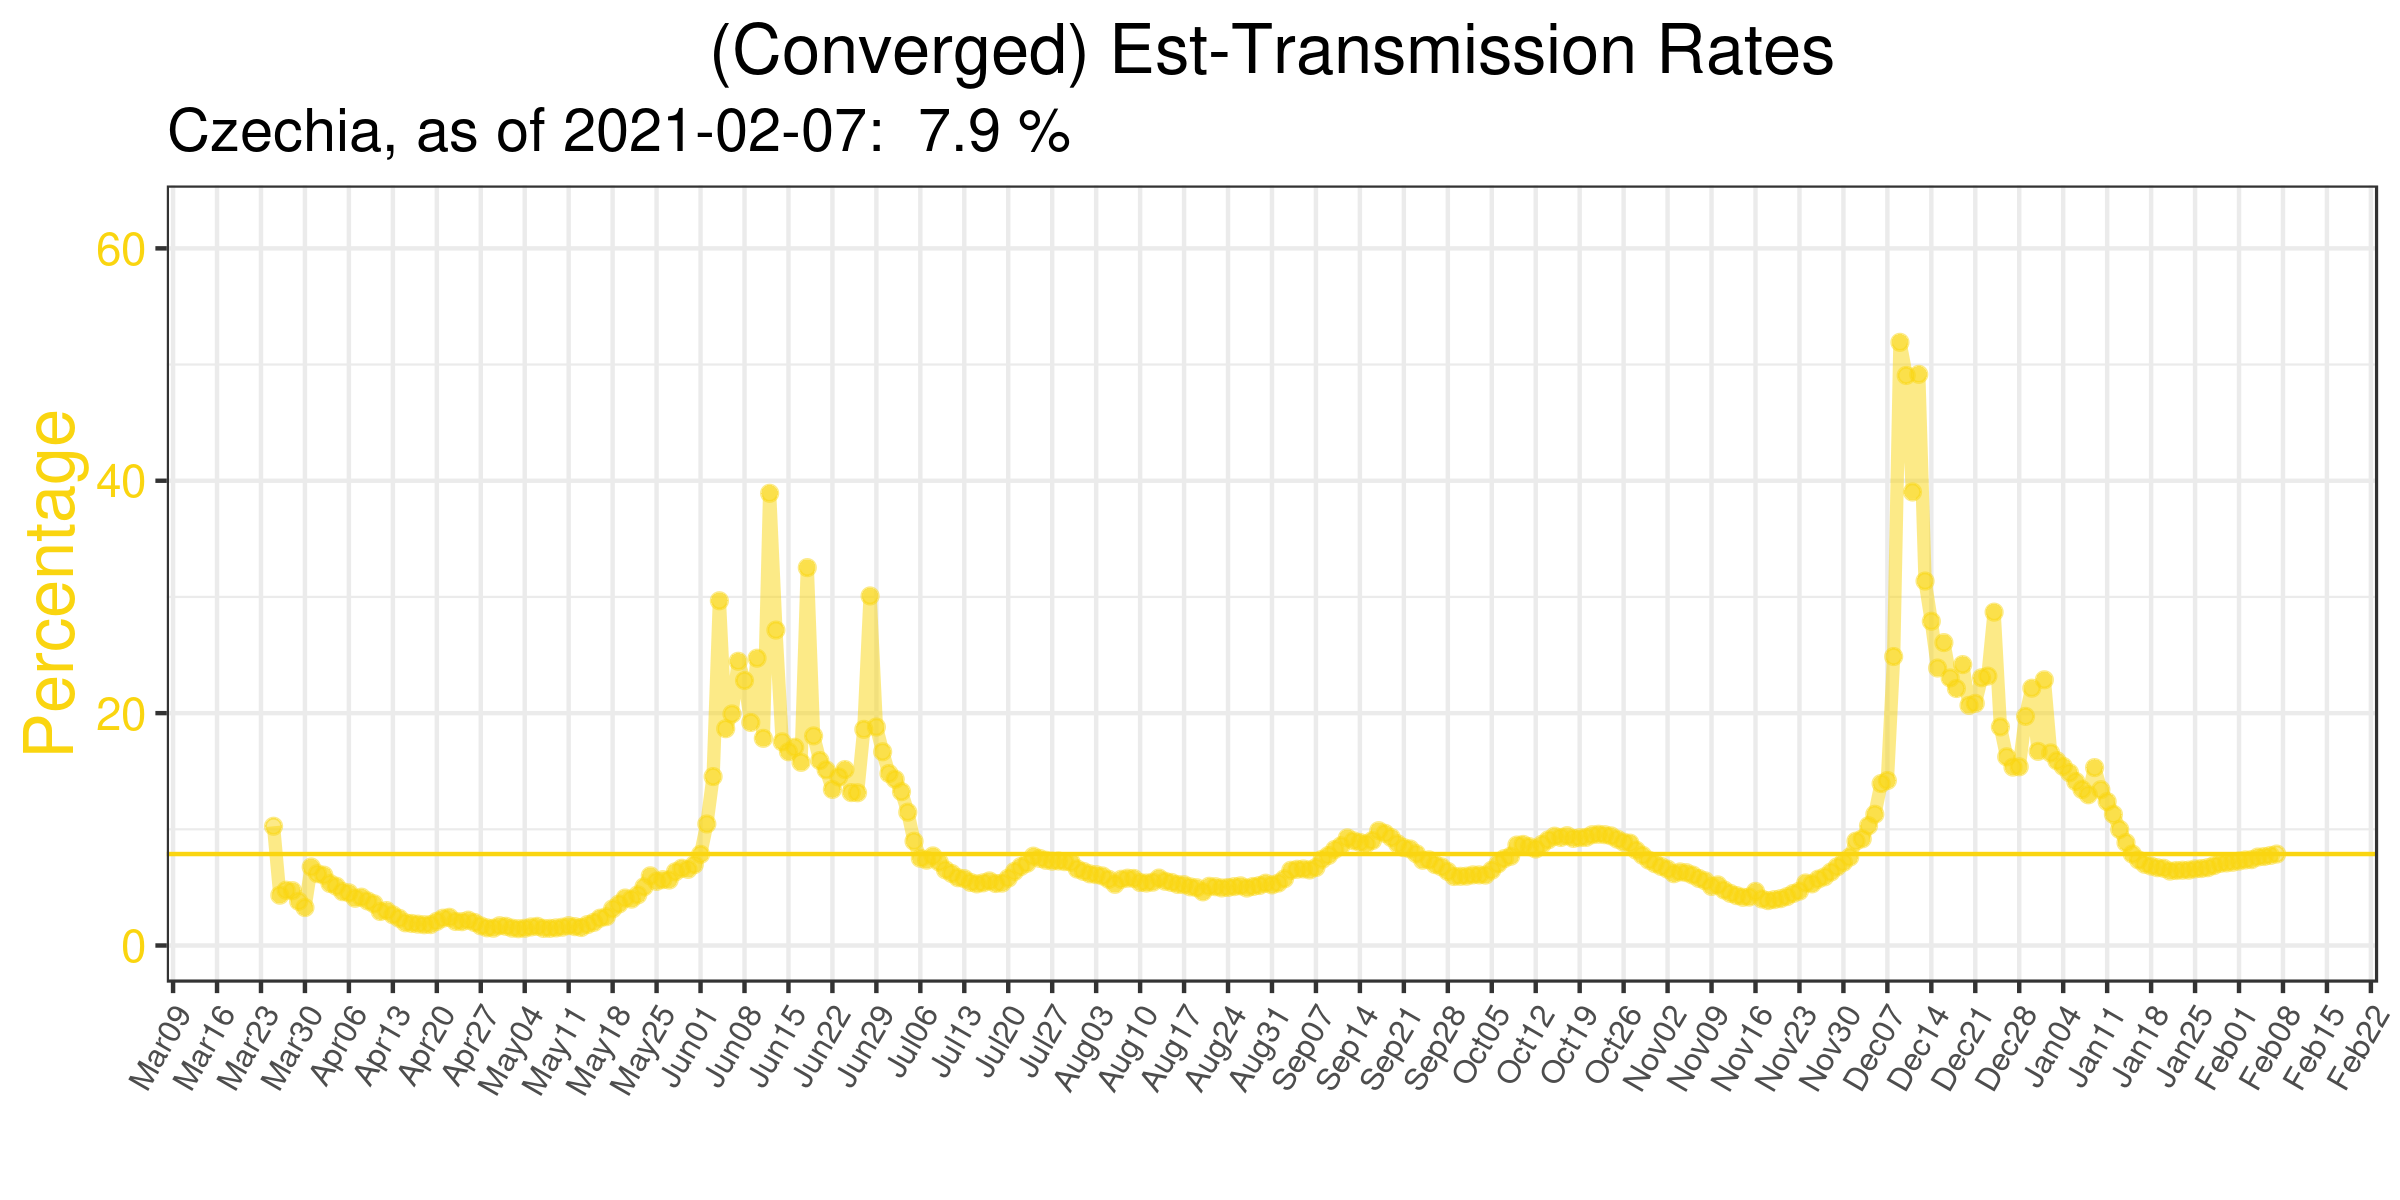 (Converged) Est-Transmission Rates
Czechia, as of 2021-02-07:  7.9 %
Percentage
60
40
20
0
Mar09
Mar16
Mar23
Mar30
Apr06
Apr13
Apr20
Apr27
May04
May11
May18
May25
Jun01
Jun08
Jun15
Jun22
Jun29
Jul06
Jul13
Jul20
Jul27
Aug03
Aug10
Aug17
Aug24
Aug31
Sep07
Sep14
Sep21
Sep28
Oct05
Oct12
Oct19
Oct26
Nov02
Nov09
Nov16
Nov23
Nov30
Dec07
Dec14
Dec21
Dec28
Jan04
Jan11
Jan18
Jan25
Feb01
Feb08
Feb15
Feb22